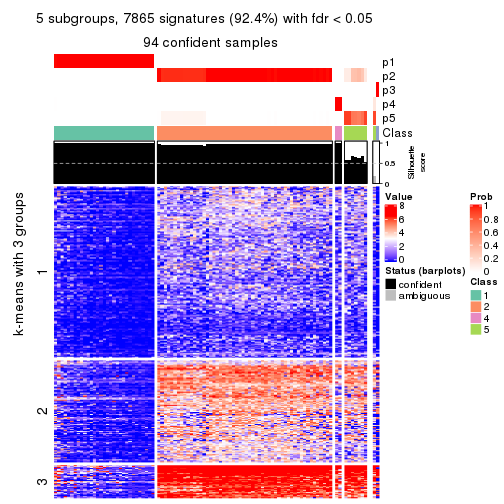 5 subgroups, 7865 signatures (92.4%) with fdr < 0.05
94 confident samples
p1
p2
p3
p4
p5
Class
1
0.5
0
Silhouette
score
k-means with 3 groups
1
2
3
Value
8
6
4
2
0
Status (barplots)
confident
ambiguous
Prob
1
0.8
0.6
0.4
0.2
0
Class
1
2
4
5